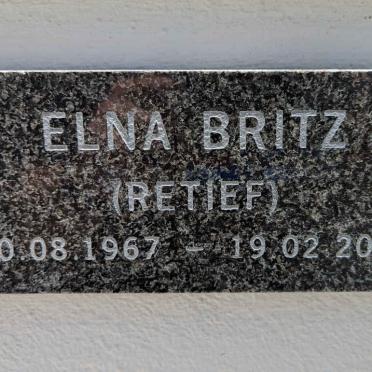 ELNA BRITZ
(RETIEF)
0.08.1967 – 19.02.20